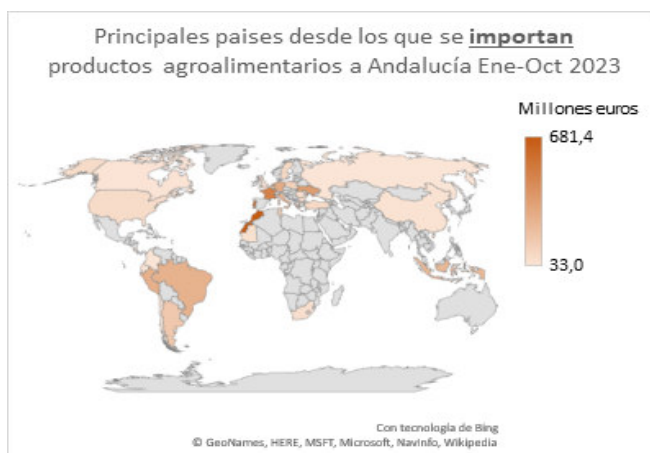 Principales paises desde los que se importan
productos agroalimentarios a Andalucía Ene-Oct 2023
Millones euros
681,4
33,0
Con tecnología de Bing
© GeoNames, HERE, MSFT, Microsoft, NavInfo, Wikipedia